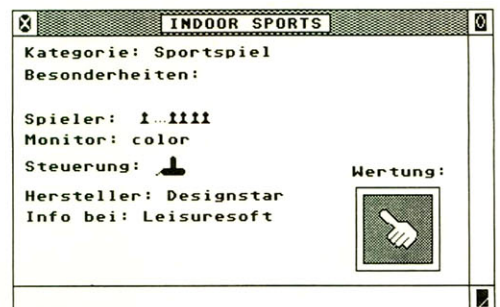 INDOOR SPORTS
Kategorie: Sportspiel
Besonderheiten:
Spieler:
Monitor: color
Steuerung:
Wertung:
Hersteller: Designstar
Info bei: Leisuresoft